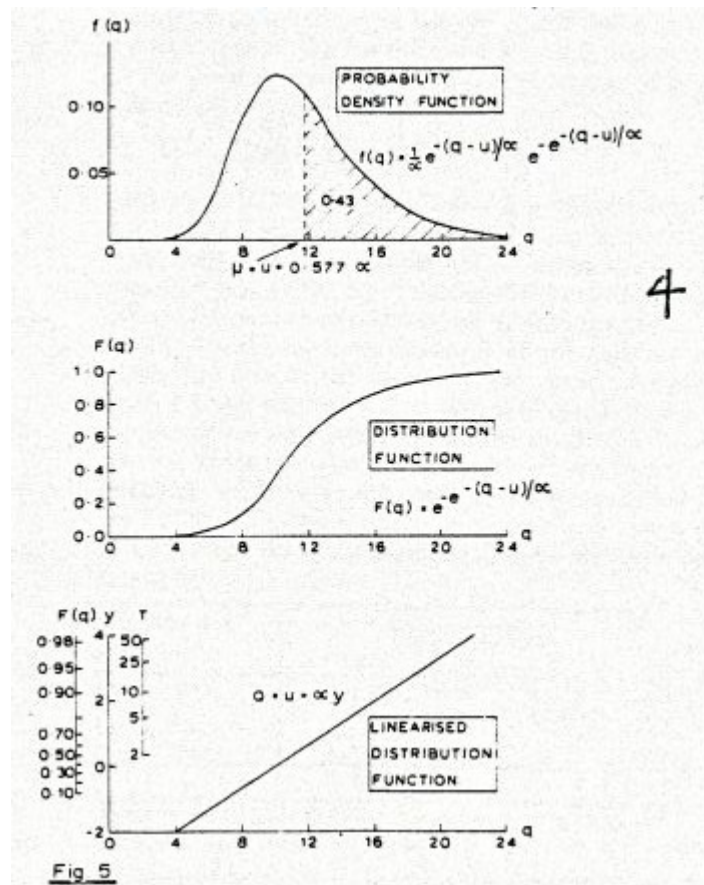 f(q)
PROBABILITY
DENSITY FUNCTION
0·10
f(q) = 1/∝ e^-(q-u)/∝ e^-e^-(q-u)/∝
0·05
0·43
0 4 8 12 16 20 24 q
μ = u + 0·577 ∝
4
F(q)
1·0
0·8
0·6
0·4
0·2
0·0
DISTRIBUTION
FUNCTION
F(q) = e^-e^-(q-u)/∝
0 4 8 12 16 20 24 q
F(q) y T
0·98 4 50
0·95 25
0·90 2 10
5
0·70
0·50 0 2
0·30
0·10
-2
Q = u + ∝ y
LINEARISED
DISTRIBUTION
FUNCTION
0 4 8 12 16 20 24 q
Fig 5